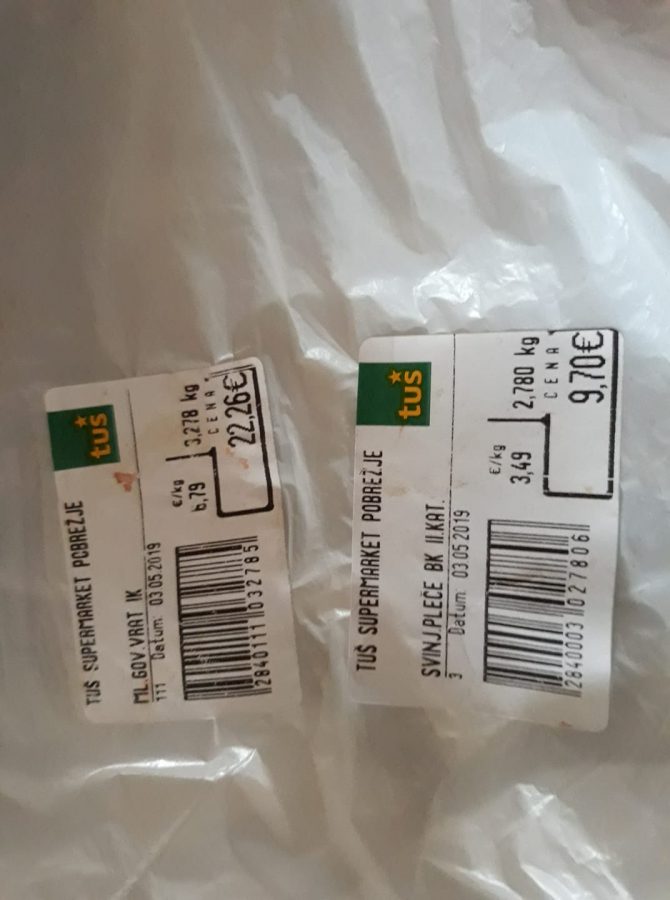 TUŠ SUPERMARKET POBREŽJE
tuš
ML.GOV.VRAT IK
111 Datum 03.05.2019
€/kg
6,79
3,278 kg
CENA
22,26€
2840111032785
TUŠ SUPERMARKET POBREŽJE
tuš
SVINJ.PLEČE BK II.KAT.
3 Datum 03.05.2019
€/kg
3,49
2,780 kg
CENA
9,70€
2840003027806